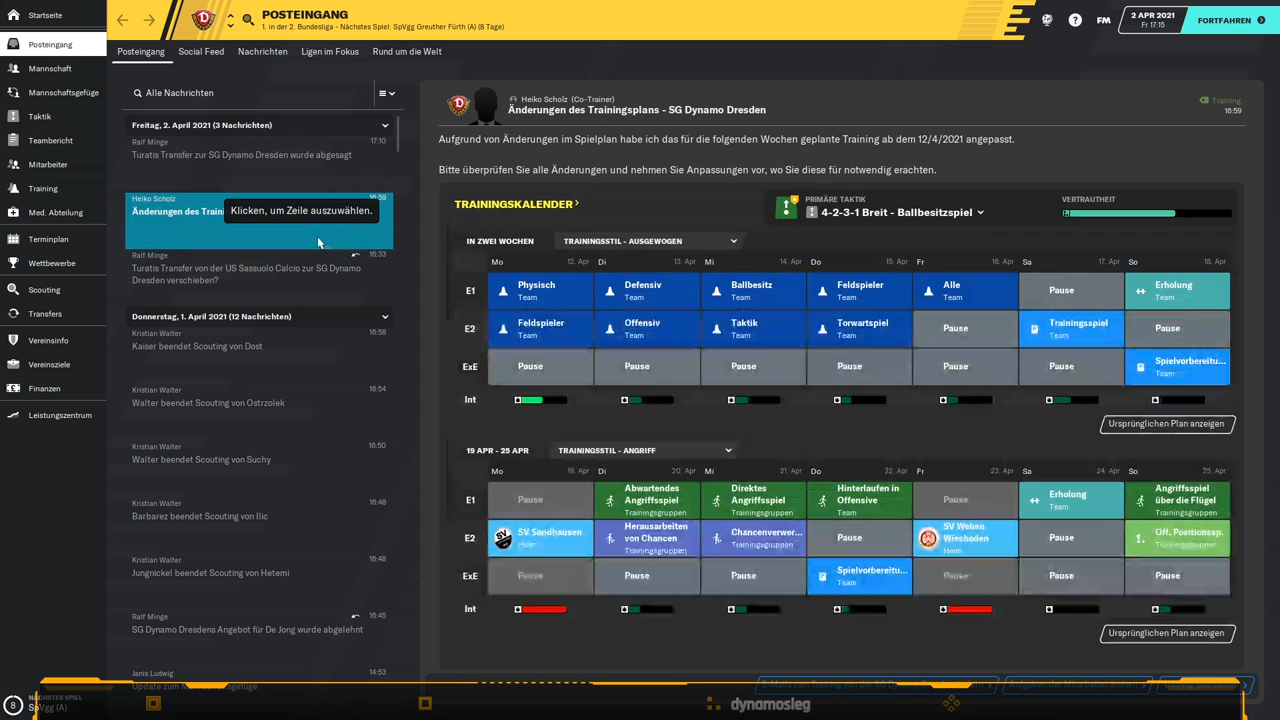 Startseite
Posteingang
Mannschaft
Mannschaftsgefüge
Taktik
Teambericht
Mitarbeiter
Training
Med. Abteilung
Terminplan
Wettbewerbe
Scouting
Transfers
Vereinsinfo
Vereinsziele
Finanzen
Leistungszentrum
NÄCHSTES SPIEL
8 SpVgg (A)
POSTEINGANG
1. in der 2. Bundesliga - Nächstes Spiel: SpVgg Greuther Fürth (A) (8 Tage)
FM
2 APR 2021
Fr 17:15
FORTFAHREN
Posteingang Social Feed Nachrichten Ligen im Fokus Rund um die Welt
Alle Nachrichten
Freitag, 2. April 2021 (3 Nachrichten)
Ralf Minge 17:10
Turatis Transfer zur SG Dynamo Dresden wurde abgesagt
Heiko Scholz 16:59
Änderungen des Traini
Klicken, um Zeile auszuwählen.
Ralf Minge 16:33
Turatis Transfer von der US Sassuolo Calcio zur SG Dynamo
Dresden verschieben?
Donnerstag, 1. April 2021 (12 Nachrichten)
Kristian Walter 16:58
Kaiser beendet Scouting von Dost
Kristian Walter 16:54
Walter beendet Scouting von Ostrzolek
Kristian Walter 16:50
Walter beendet Scouting von Suchy
Kristian Walter 16:48
Barbarez beendet Scouting von Ilic
Kristian Walter 16:48
Jungnickel beendet Scouting von Hetemi
Ralf Minge 16:45
SG Dynamo Dresdens Angebot für De Jong wurde abgelehnt
Janis Ludwig 14:53
Update zum
Heiko Scholz (Co-Trainer)
Änderungen des Trainingsplans - SG Dynamo Dresden
Training
16:59
Aufgrund von Änderungen im Spielplan habe ich das für die folgenden Wochen geplante Training ab dem 12/4/2021 angepasst.
Bitte überprüfen Sie alle Änderungen und nehmen Sie Anpassungen vor, wo Sie diese für notwendig erachten.
TRAININGSKALENDER
PRIMÄRE TAKTIK
4-2-3-1 Breit - Ballbesitzspiel
VERTRAUTHEIT
IN ZWEI WOCHEN TRAININGSSTIL - AUSGEWOGEN
Mo 12. Apr Di 13. Apr Mi 14. Apr Do 15. Apr Fr 16. Apr Sa 17. Apr So 18. Apr
E1 Physisch Defensiv Ballbesitz Feldspieler Alle Pause Erholung
Team Team Team Team Team Team
E2 Feldspieler Offensiv Taktik Torwartspiel Pause Trainingsspiel Pause
Team Team Team Team Team
ExE Pause Pause Pause Pause Pause Pause Spielvorbereitu...
Team
Int
Ursprünglichen Plan anzeigen
19 APR - 25 APR TRAININGSSTIL - ANGRIFF
Mo 19. Apr Di 20. Apr Mi 21. Apr Do 22. Apr Fr 23. Apr Sa 24. Apr So 25. Apr
E1 Pause Abwartendes Angriffsspiel Direktes Angriffsspiel Hinterlaufen in Offensive Pause Erholung Angriffsspiel über die Flügel
Trainingsgruppen Trainingsgruppen Team Team Trainingsgruppen
E2 SV Sandhausen Herausarbeiten von Chancen Chancenverwer... Pause SV Wehen Wiesbaden Pause Off. Positionssp.
Heim Trainingsgruppen Trainingsgruppen Heim Trainingsgruppen
ExE Pause Pause Pause Spielvorbereitu... Pause Pause Pause
Team
Int
Ursprünglichen Plan anzeigen
dynamosleg